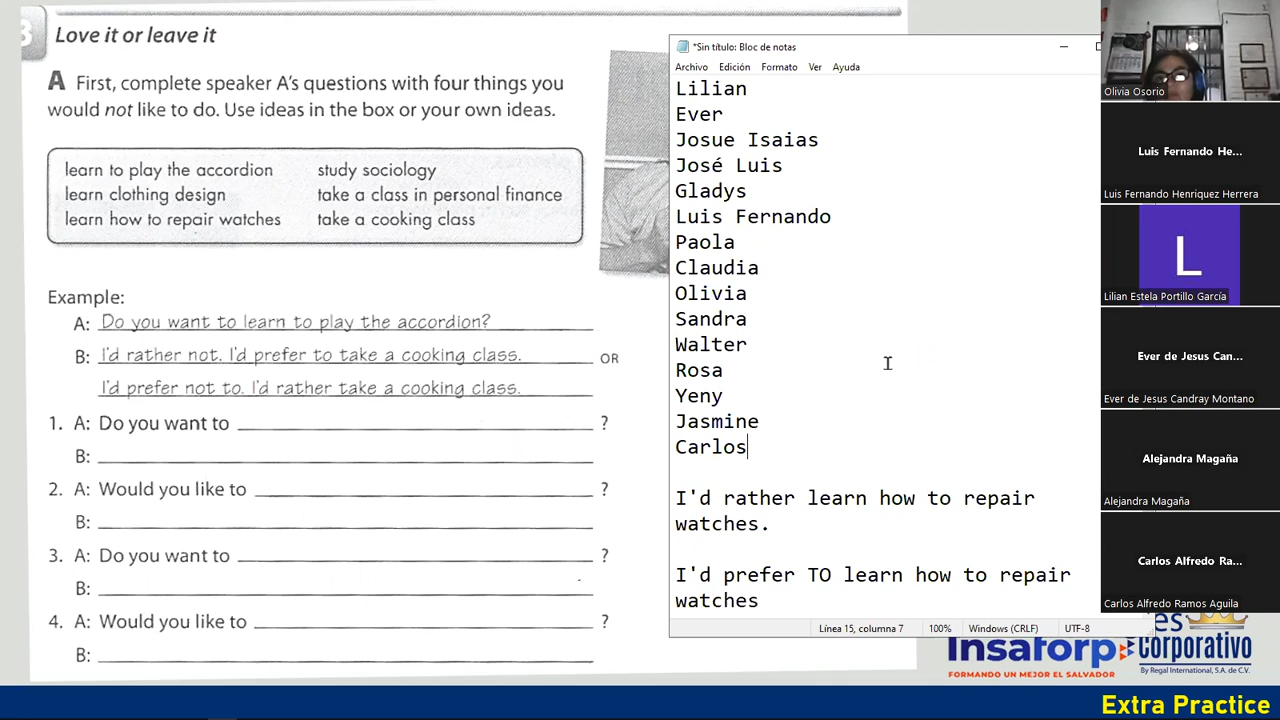 3 Love it or leave it
A First, complete speaker A's questions with four things you
would not like to do. Use ideas in the box or your own ideas.
learn to play the accordion study sociology
learn clothing design take a class in personal finance
learn how to repair watches take a cooking class
Example:
A: Do you want to learn to play the accordion?
B: I'd rather not. I'd prefer to take a cooking class. OR
I'd prefer not to. I'd rather take a cooking class.
1. A: Do you want to ?
B:
2. A: Would you like to ?
B:
3. A: Do you want to ?
B:
4. A: Would you like to ?
B:
*Sin título: Bloc de notas
Archivo Edición Formato Ver Ayuda
Lilian
Ever
Josue Isaias
José Luis
Gladys
Luis Fernando
Paola
Claudia
Olivia
Sandra
Walter
Rosa
Yeny
Jasmine
Carlos
I'd rather learn how to repair
watches.
I'd prefer TO learn how to repair
watches
Línea 15, columna 7 100% Windows (CRLF) UTF-8
Olivia Osorio
Luis Fernando He...
Luis Fernando Henriquez Herrera
L
Lilian Estela Portillo García
Ever de Jesus Can...
Ever de Jesus Candray Montano
Alejandra Magaña
Alejandra Magaña
Carlos Alfredo Ra...
Carlos Alfredo Ramos Aguila
Insaforp
FORMANDO UN MEJOR EL SALVADOR
corporativo
By Regal International, S.A. de C.V.
Extra Practice